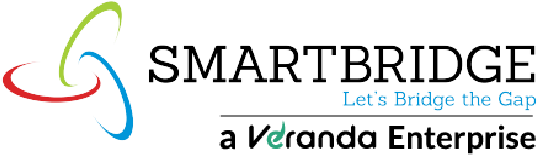 SMARTBRIDGE
Let's Bridge the Gap
a Veranda Enterprise